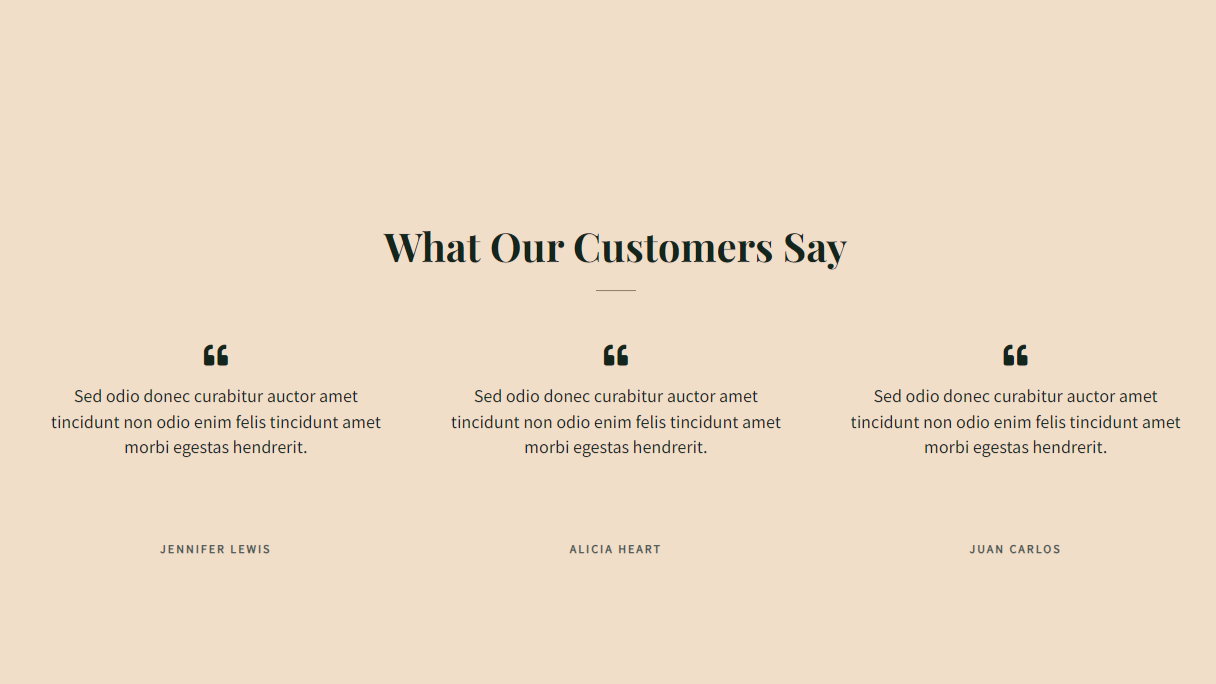 What Our Customers Say
Sed odio donec curabitur auctor amet
tincidunt non odio enim felis tincidunt amet
morbi egestas hendrerit.
JENNIFER LEWIS
Sed odio donec curabitur auctor amet
tincidunt non odio enim felis tincidunt amet
morbi egestas hendrerit.
ALICIA HEART
Sed odio donec curabitur auctor amet
tincidunt non odio enim felis tincidunt amet
morbi egestas hendrerit.
JUAN CARLOS